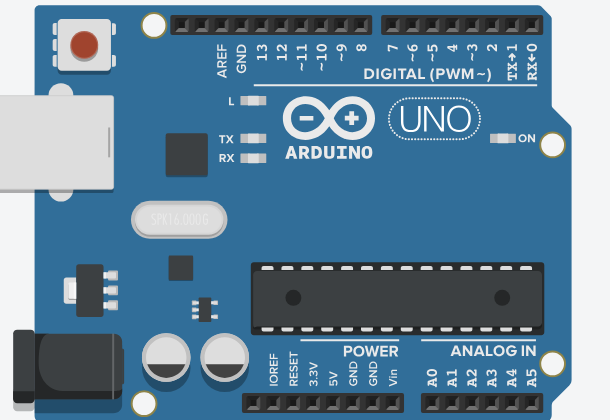 AREF
GND
13
12
~11
~10
~9
8
7
~6
~5
4
~3
2
TX→1
RX←0
DIGITAL (PWM~)
L
TX
RX
ARDUINO
UNO
ON
SPK16.000G
IOREF
RESET
3.3V
5V
GND
GND
Vin
POWER
ANALOG IN
A0
A1
A2
A3
A4
A5